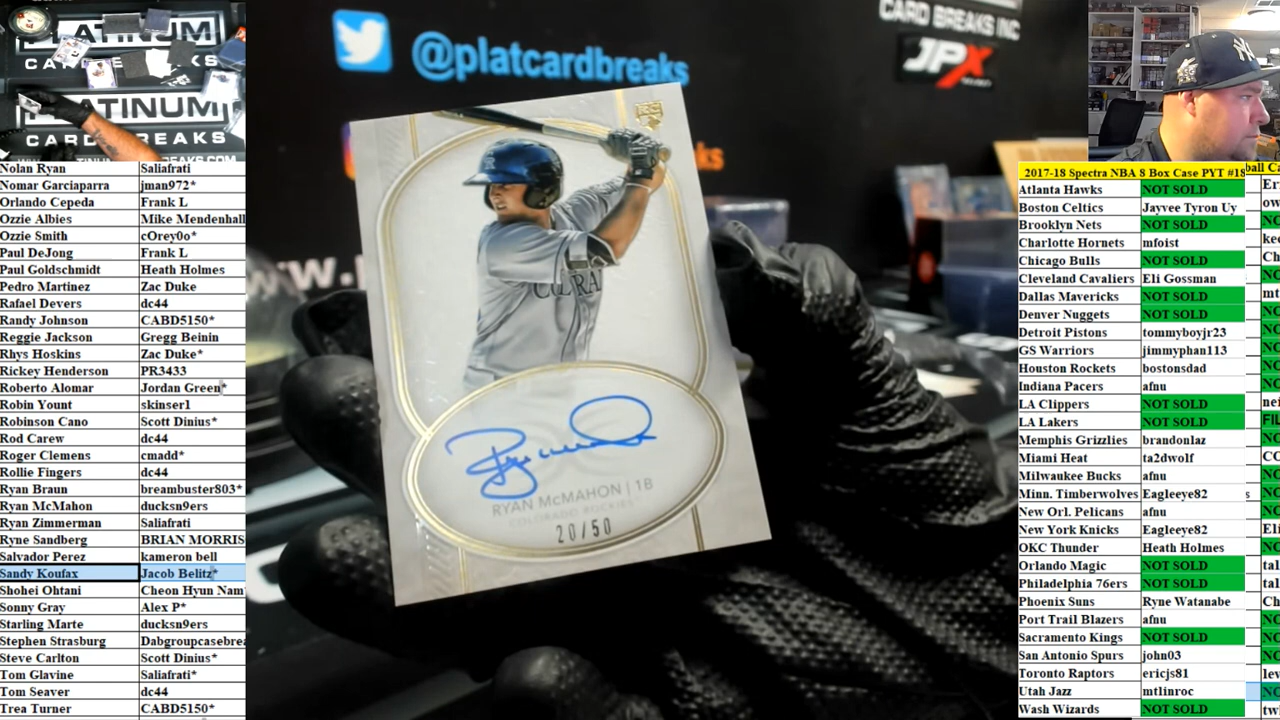 PLATINUM
CARD BREAKS
PLATINUM
CARD BREAKS
@platcardbreaks
CARD BREAKS INC
JPX
www.
RYAN McMAHON | 1B
COLORADO ROCKIES
20/50
Nolan Ryan Saliafrati
Nomar Garciaparra jman972*
Orlando Cepeda Frank L
Ozzie Albies Mike Mendenhall
Ozzie Smith cOrey0o*
Paul DeJong Frank L
Paul Goldschmidt Heath Holmes
Pedro Martinez Zac Duke
Rafael Devers dc44
Randy Johnson CABD5150*
Reggie Jackson Gregg Beinin
Rhys Hoskins Zac Duke*
Rickey Henderson PR3433
Roberto Alomar Jordan Green*
Robin Yount skinser1
Robinson Cano Scott Dinius*
Rod Carew dc44
Roger Clemens cmadd*
Rollie Fingers dc44
Ryan Braun breambuster803*
Ryan McMahon ducksn9ers
Ryan Zimmerman Saliafrati
Ryne Sandberg BRIAN MORRIS
Salvador Perez kameron bell
Sandy Koufax Jacob Belitz*
Shohei Ohtani Cheon Hyun Nam
Sonny Gray Alex P*
Starling Marte ducksn9ers
Stephen Strasburg Dabgroupcasebrea
Steve Carlton Scott Dinius*
Tom Glavine Saliafrati*
Tom Seaver dc44
Trea Turner CABD5150*
2017-18 Spectra NBA 8 Box Case PYT #18
Atlanta Hawks NOT SOLD
Boston Celtics Jayvee Tyron Uy
Brooklyn Nets NOT SOLD
Charlotte Hornets mfoist
Chicago Bulls NOT SOLD
Cleveland Cavaliers Eli Gossman
Dallas Mavericks NOT SOLD
Denver Nuggets NOT SOLD
Detroit Pistons tommyboyjr23
GS Warriors jimmyphan113
Houston Rockets bostonsdad
Indiana Pacers afnu
LA Clippers NOT SOLD
LA Lakers NOT SOLD
Memphis Grizzlies brandonlaz
Miami Heat ta2dwolf
Milwaukee Bucks afnu
Minn. Timberwolves Eagleeye82
New Orl. Pelicans afnu
New York Knicks Eagleeye82
OKC Thunder Heath Holmes
Orlando Magic NOT SOLD
Philadelphia 76ers NOT SOLD
Phoenix Suns Ryne Watanabe
Port Trail Blazers afnu
Sacramento Kings NOT SOLD
San Antonio Spurs john03
Toronto Raptors ericjs81
Utah Jazz mtlinroc
Wash Wizards NOT SOLD